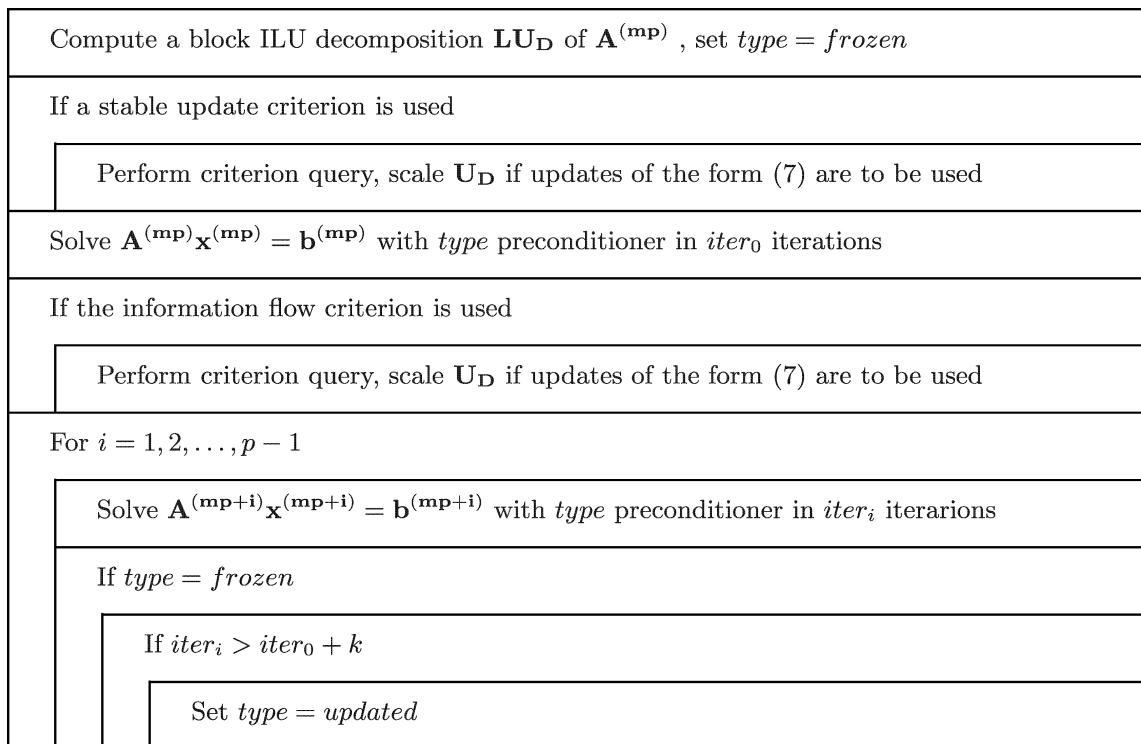 Compute a block ILU decomposition LU_D of A^(mp) , set type = frozen
If a stable update criterion is used
Perform criterion query, scale U_D if updates of the form (7) are to be used
Solve A^(mp)x^(mp) = b^(mp) with type preconditioner in iter_0 iterations
If the information flow criterion is used
Perform criterion query, scale U_D if updates of the form (7) are to be used
For i = 1, 2, . . . , p − 1
Solve A^(mp+i)x^(mp+i) = b^(mp+i) with type preconditioner in iter_i iterarions
If type = frozen
If iter_i > iter_0 + k
Set type = updated